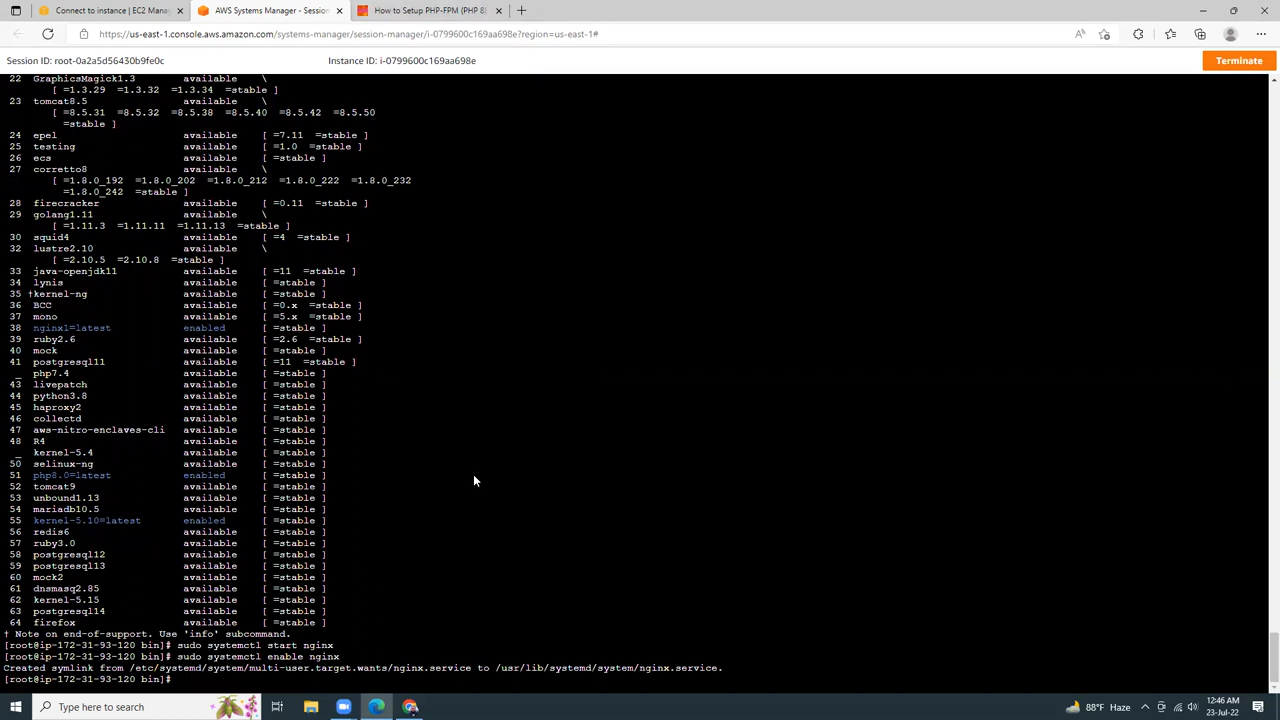 Connect to instance | EC2 Manag
AWS Systems Manager - Session
How to Setup PHP-FPM (PHP 8)
https://us-east-1.console.aws.amazon.com/systems-manager/session-manager/i-0799600c169aa698e?region=us-east-1#
Session ID: root-0a2a5d56430b9fe0c
Instance ID: i-0799600c169aa698e
Terminate
22 GraphicsMagick1.3 available \
[ =1.3.29 =1.3.32 =1.3.34 =stable ]
23 tomcat8.5 available \
[ =8.5.31 =8.5.32 =8.5.38 =8.5.40 =8.5.42 =8.5.50
=stable ]
24 epel available [ =7.11 =stable ]
25 testing available [ =1.0 =stable ]
26 ecs available [ =stable ]
27 corretto8 available \
[ =1.8.0_192 =1.8.0_202 =1.8.0_212 =1.8.0_222 =1.8.0_232
=1.8.0_242 =stable ]
28 firecracker available [ =0.11 =stable ]
29 golang1.11 available \
[ =1.11.3 =1.11.11 =1.11.13 =stable ]
30 squid4 available [ =4 =stable ]
32 lustre2.10 available \
[ =2.10.5 =2.10.8 =stable ]
33 java-openjdk11 available [ =11 =stable ]
34 lynis available [ =stable ]
35 †kernel-ng available [ =stable ]
36 BCC available [ =0.x =stable ]
37 mono available [ =5.x =stable ]
38 nginx1=latest enabled [ =stable ]
39 ruby2.6 available [ =2.6 =stable ]
40 mock available [ =stable ]
41 postgresql11 available [ =11 =stable ]
_ php7.4 available [ =stable ]
43 livepatch available [ =stable ]
44 python3.8 available [ =stable ]
45 haproxy2 available [ =stable ]
46 collectd available [ =stable ]
47 aws-nitro-enclaves-cli available [ =stable ]
48 R4 available [ =stable ]
_ kernel-5.4 available [ =stable ]
50 selinux-ng available [ =stable ]
51 php8.0=latest enabled [ =stable ]
52 tomcat9 available [ =stable ]
53 unbound1.13 available [ =stable ]
54 mariadb10.5 available [ =stable ]
55 kernel-5.10=latest enabled [ =stable ]
56 redis6 available [ =stable ]
57 ruby3.0 available [ =stable ]
58 postgresql12 available [ =stable ]
59 postgresql13 available [ =stable ]
60 mock2 available [ =stable ]
61 dnsmasq2.85 available [ =stable ]
62 kernel-5.15 available [ =stable ]
63 postgresql14 available [ =stable ]
64 firefox available [ =stable ]
† Note on end-of-support. Use 'info' subcommand.
[root@ip-172-31-93-120 bin]# sudo systemctl start nginx
[root@ip-172-31-93-120 bin]# sudo systemctl enable nginx
Created symlink from /etc/systemd/system/multi-user.target.wants/nginx.service to /usr/lib/systemd/system/nginx.service.
[root@ip-172-31-93-120 bin]#
Type here to search
88°F Haze
12:46 AM
23-Jul-22